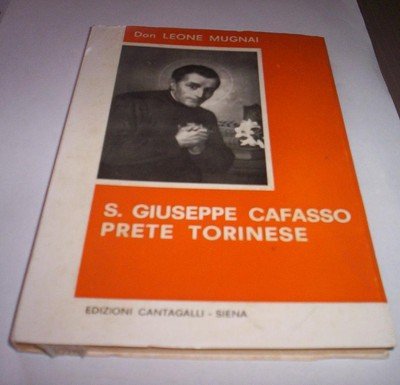 Don LEONE MUGNAI
S. GIUSEPPE CAFASSO
PRETE TORINESE
EDIZIONI CANTAGALLI - SIENA